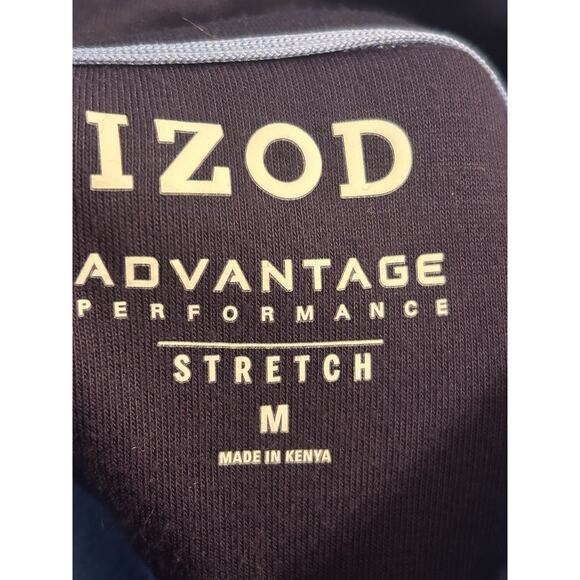 IZOD
ADVANTAGE
PERFORMANCE
STRETCH
M
MADE IN KENYA